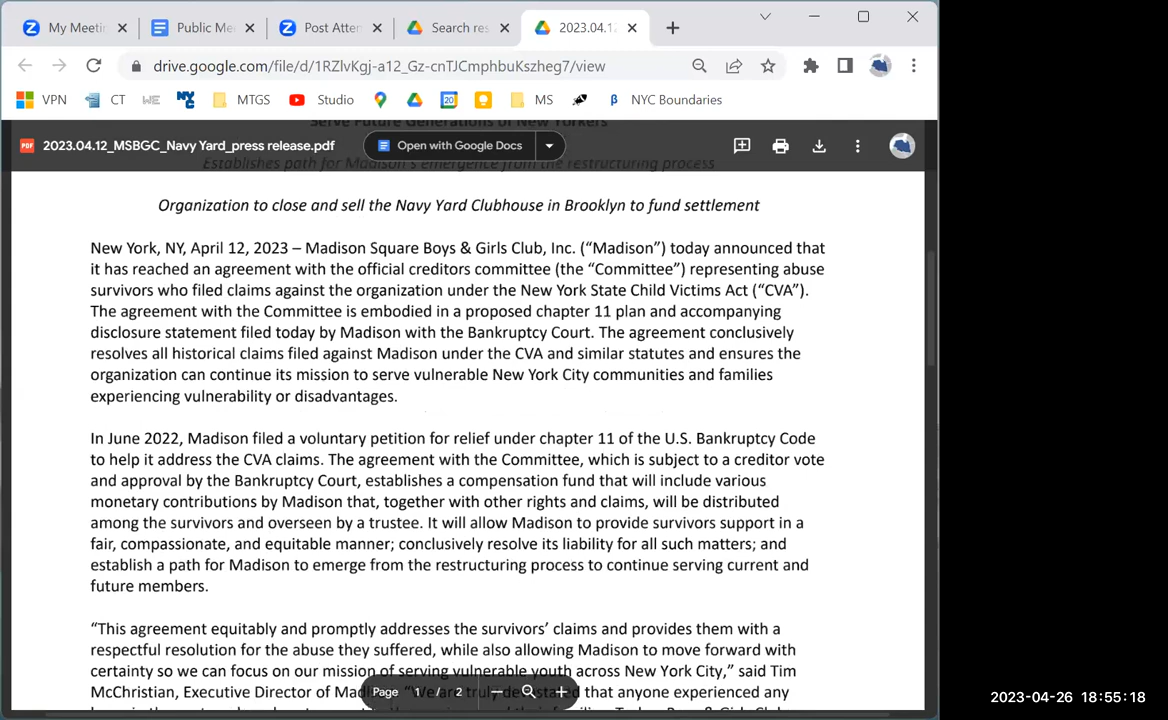 My Meeti
Public Me
Post Atten
Search res
2023.04.1
drive.google.com/file/d/1RZlvKgj-a12_Gz-cnTJCmphbuKszheg7/view
VPN
CT
WE
NYC
MTGS
Studio
20
MS
β NYC Boundaries
Serve Future Generations of New Yorkers
PDF 2023.04.12_MSBGC_Navy Yard_press release.pdf
Open with Google Docs
Establishes path for Madison's emergence from the restructuring process
Organization to close and sell the Navy Yard Clubhouse in Brooklyn to fund settlement
New York, NY, April 12, 2023 – Madison Square Boys & Girls Club, Inc. (“Madison”) today announced that
it has reached an agreement with the official creditors committee (the “Committee”) representing abuse
survivors who filed claims against the organization under the New York State Child Victims Act (“CVA”).
The agreement with the Committee is embodied in a proposed chapter 11 plan and accompanying
disclosure statement filed today by Madison with the Bankruptcy Court. The agreement conclusively
resolves all historical claims filed against Madison under the CVA and similar statutes and ensures the
organization can continue its mission to serve vulnerable New York City communities and families
experiencing vulnerability or disadvantages.
In June 2022, Madison filed a voluntary petition for relief under chapter 11 of the U.S. Bankruptcy Code
to help it address the CVA claims. The agreement with the Committee, which is subject to a creditor vote
and approval by the Bankruptcy Court, establishes a compensation fund that will include various
monetary contributions by Madison that, together with other rights and claims, will be distributed
among the survivors and overseen by a trustee. It will allow Madison to provide survivors support in a
fair, compassionate, and equitable manner; conclusively resolve its liability for all such matters; and
establish a path for Madison to emerge from the restructuring process to continue serving current and
future members.
“This agreement equitably and promptly addresses the survivors’ claims and provides them with a
respectful resolution for the abuse they suffered, while also allowing Madison to move forward with
certainty so we can focus on our mission of serving vulnerable youth across New York City,” said Tim
McChristian, Executive Director of Madison. “We are truly devastated that anyone experienced any
Page 1 / 2
2023-04-26 18:55:18